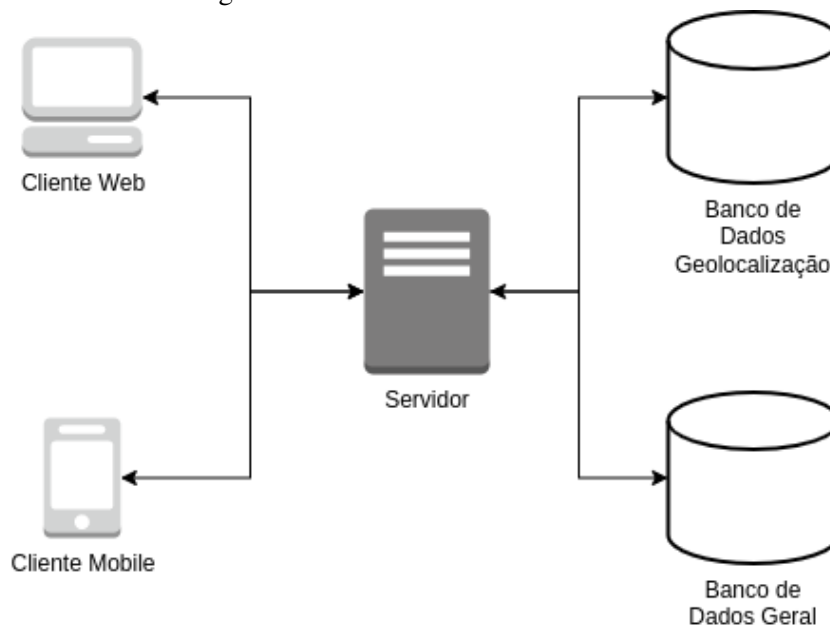 Cliente Web
Banco de
Dados
Geolocalização
Servidor
Cliente Mobile
Banco de
Dados Geral